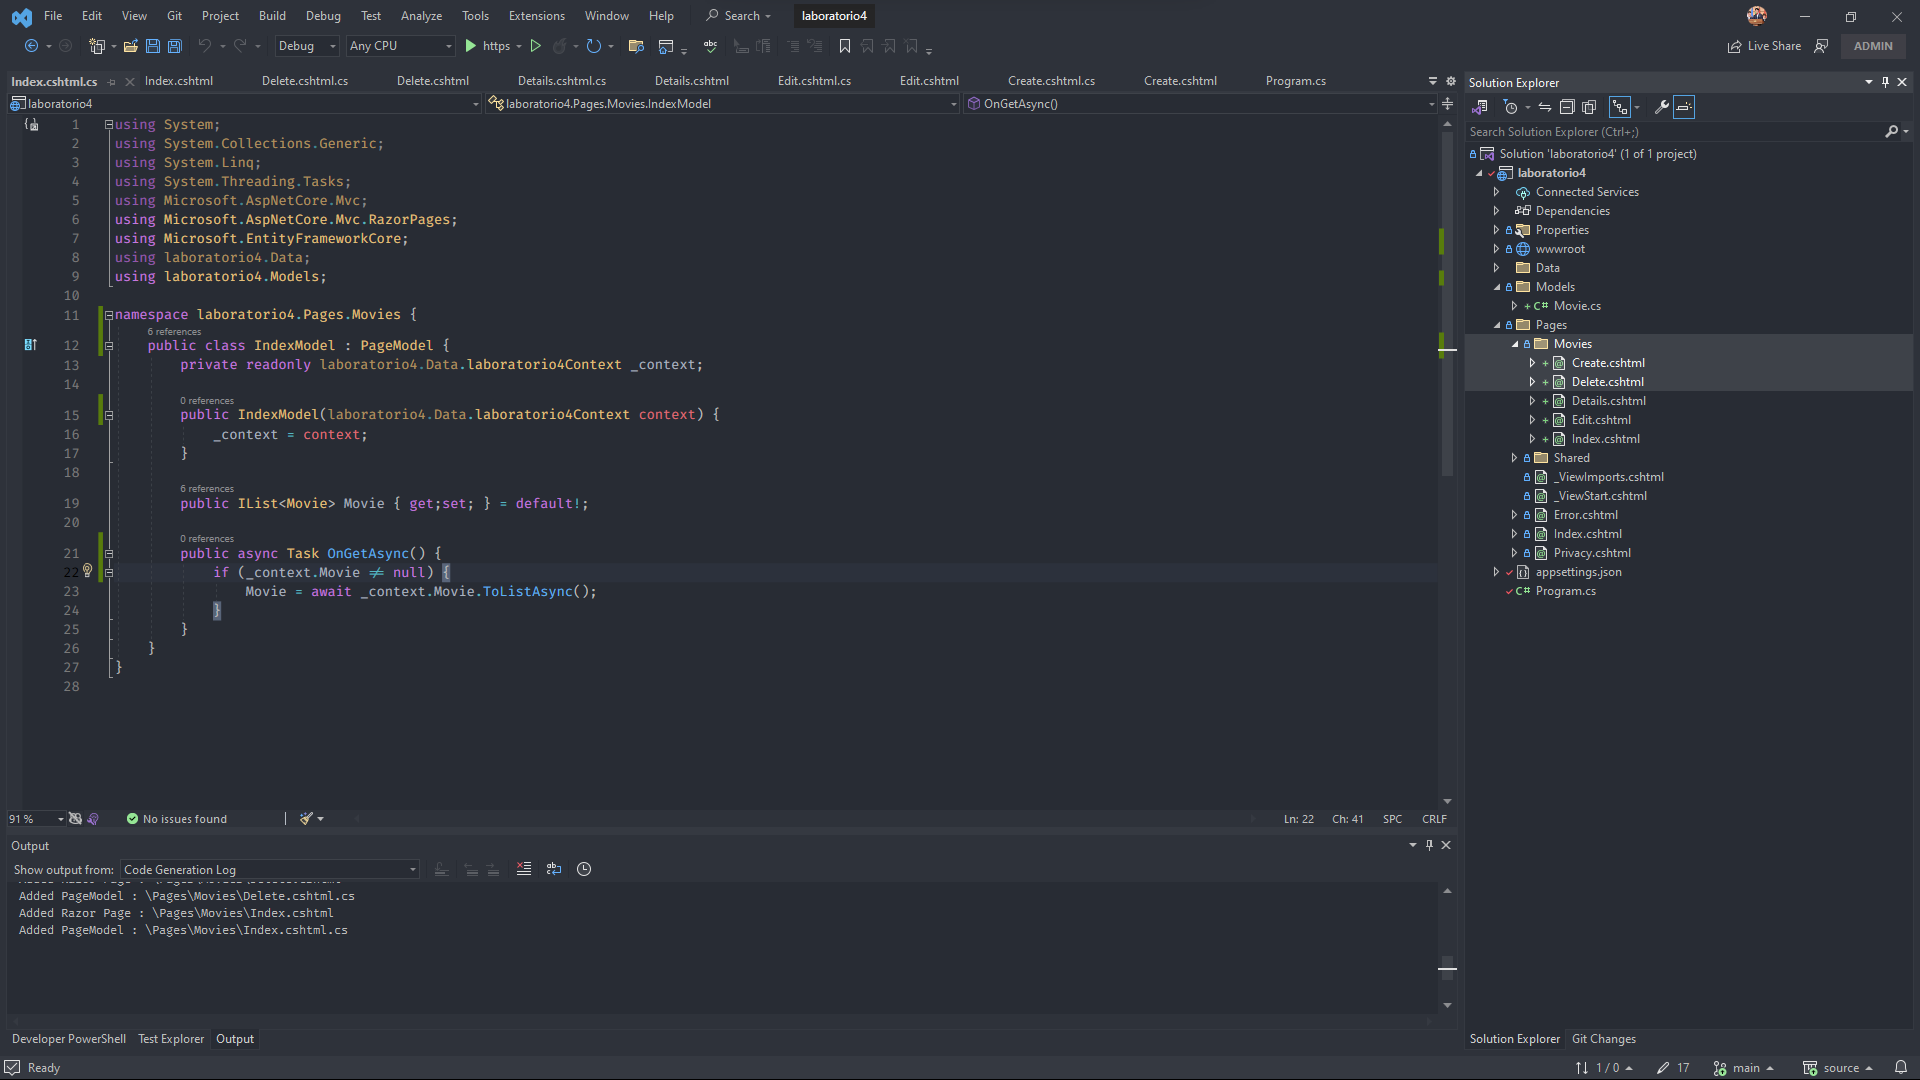 File Edit View Git Project Build Debug Test Analyze Tools Extensions Window Help Search laboratorio4
Debug Any CPU https Live Share ADMIN
Index.cshtml.cs Index.cshtml Delete.cshtml.cs Delete.cshtml Details.cshtml.cs Details.cshtml Edit.cshtml.cs Edit.cshtml Create.cshtml.cs Create.cshtml Program.cs
laboratorio4 laboratorio4.Pages.Movies.IndexModel OnGetAsync()
1 using System;
2 using System.Collections.Generic;
3 using System.Linq;
4 using System.Threading.Tasks;
5 using Microsoft.AspNetCore.Mvc;
6 using Microsoft.AspNetCore.Mvc.RazorPages;
7 using Microsoft.EntityFrameworkCore;
8 using laboratorio4.Data;
9 using laboratorio4.Models;
10
11 namespace laboratorio4.Pages.Movies {
6 references
12 public class IndexModel : PageModel {
13 private readonly laboratorio4.Data.laboratorio4Context _context;
14
0 references
15 public IndexModel(laboratorio4.Data.laboratorio4Context context) {
16 _context = context;
17 }
18
6 references
19 public IList<Movie> Movie { get;set; } = default!;
20
0 references
21 public async Task OnGetAsync() {
22 if (_context.Movie ≠ null) {
23 Movie = await _context.Movie.ToListAsync();
24 }
25 }
26 }
27 }
28
91 % No issues found Ln: 22 Ch: 41 SPC CRLF
Output
Show output from: Code Generation Log
Added PageModel : \Pages\Movies\Delete.cshtml.cs
Added Razor Page : \Pages\Movies\Index.cshtml
Added PageModel : \Pages\Movies\Index.cshtml.cs
Developer PowerShell Test Explorer Output
Solution Explorer
Search Solution Explorer (Ctrl+;)
Solution 'laboratorio4' (1 of 1 project)
laboratorio4
Connected Services
Dependencies
Properties
wwwroot
Data
Models
C# Movie.cs
Pages
Movies
Create.cshtml
Delete.cshtml
Details.cshtml
Edit.cshtml
Index.cshtml
Shared
_ViewImports.cshtml
_ViewStart.cshtml
Error.cshtml
Index.cshtml
Privacy.cshtml
appsettings.json
C# Program.cs
Solution Explorer Git Changes
Ready 1 / 0 17 main source